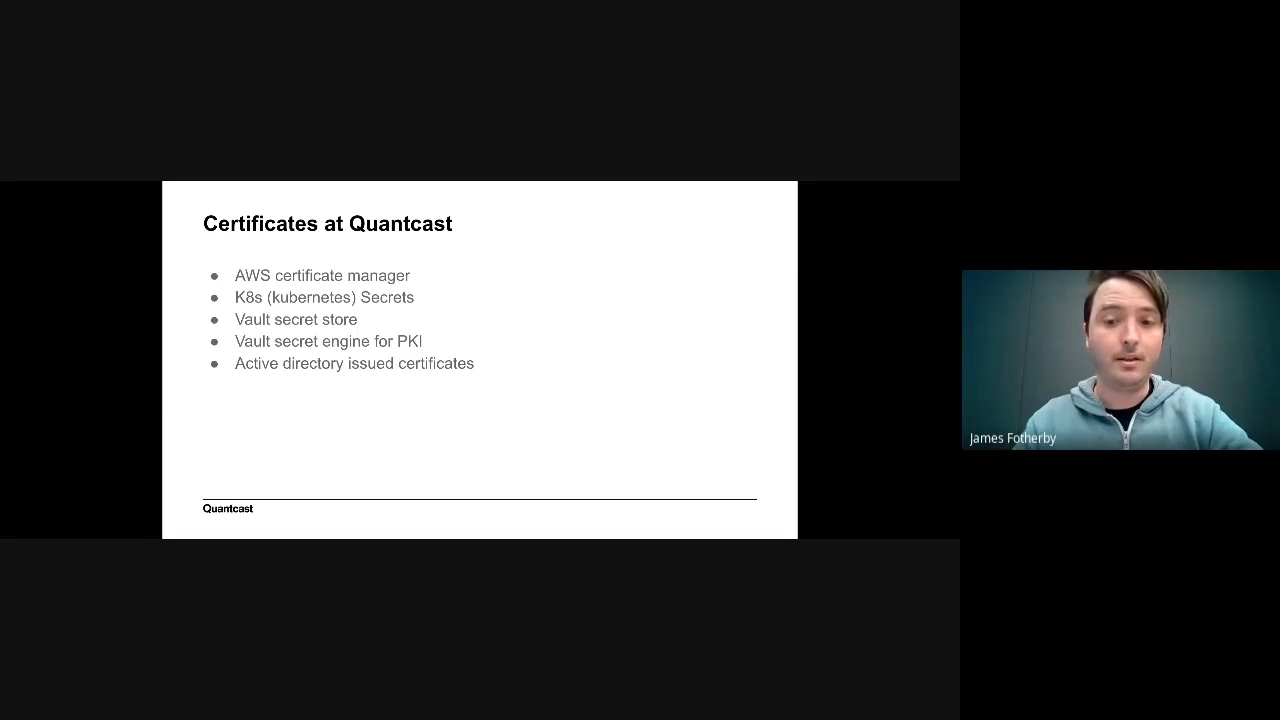 Certificates at Quantcast
● AWS certificate manager
● K8s (kubernetes) Secrets
● Vault secret store
● Vault secret engine for PKI
● Active directory issued certificates
Quantcast
James Fotherby